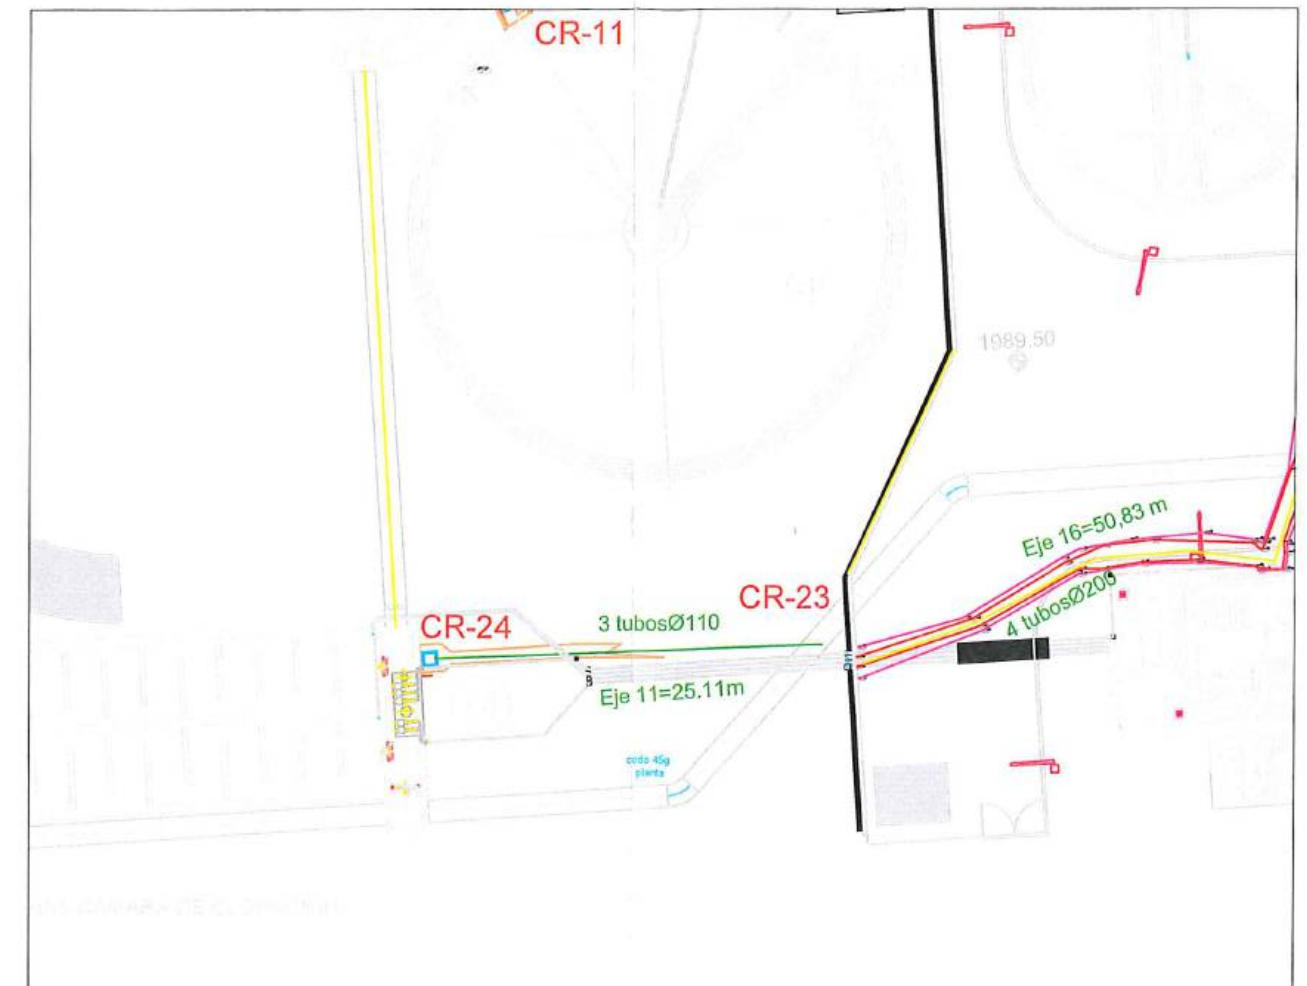 CR-11
1989.50
Eje 16=50,83 m
CR-23
4 tubosØ200
CR-24
3 tubosØ110
Eje 11=25.11m
codo 45g
planta